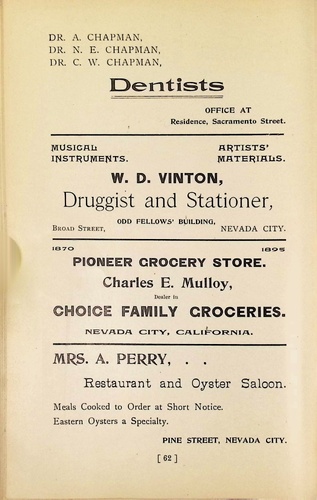 DR. A. CHAPMAN,
DR. N. E. CHAPMAN,
DR. C. W. CHAPMAN,
Dentists
OFFICE AT
Residence, Sacramento Street.
MUSICAL INSTRUMENTS.
ARTISTS' MATERIALS.
W. D. VINTON,
Druggist and Stationer,
ODD FELLOWS' BUILDING,
BROAD STREET, NEVADA CITY.
1870 1895
PIONEER GROCERY STORE.
Charles E. Mulloy,
Dealer in
CHOICE FAMILY GROCERIES.
NEVADA CITY, CALIFORNIA.
MRS. A. PERRY, . .
Restaurant and Oyster Saloon.
Meals Cooked to Order at Short Notice.
Eastern Oysters a Specialty.
PINE STREET, NEVADA CITY.
[ 62 ]